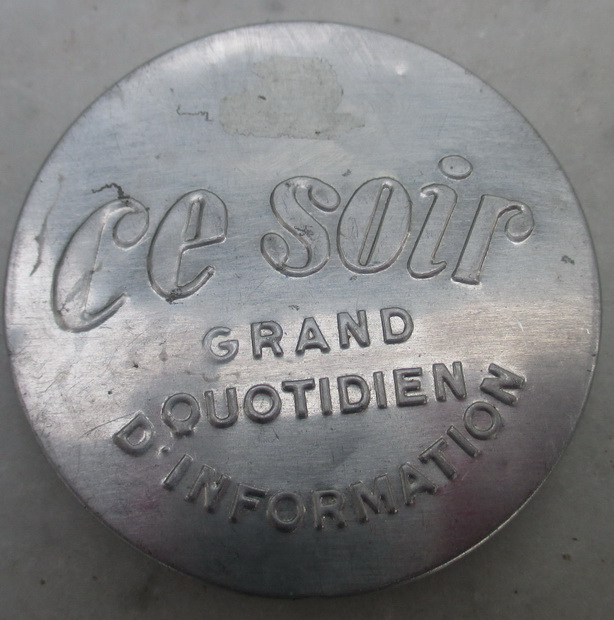 ce soir
GRAND
QUOTIDIEN
D'INFORMATION